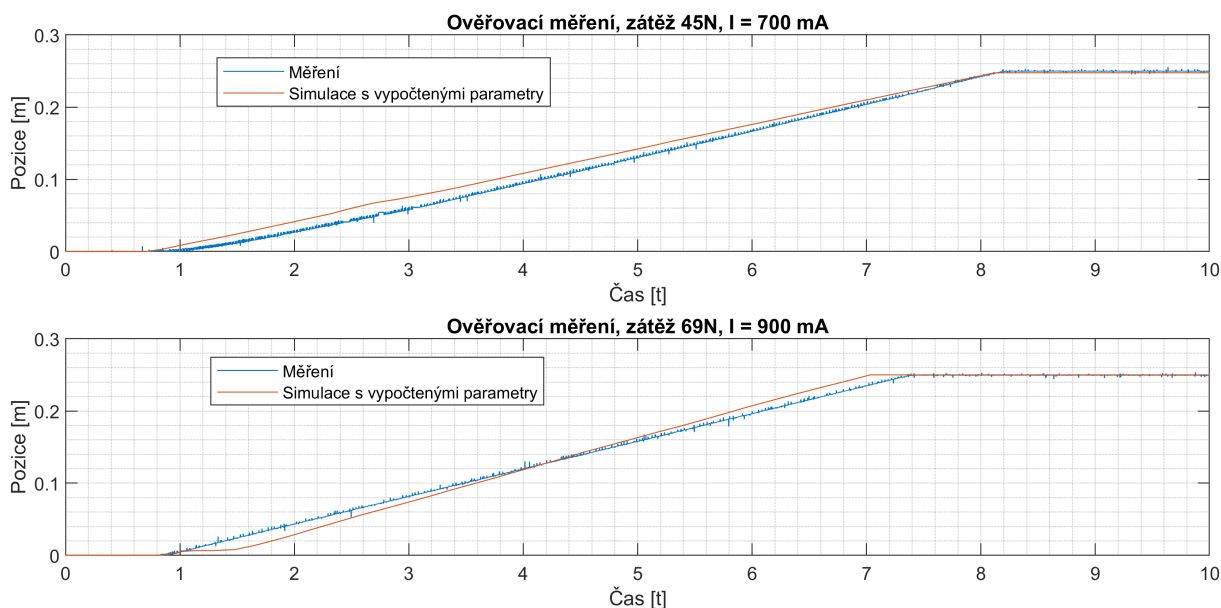 Ověřovací měření, zátěž 45N, I = 700 mA
0.3
0.2
0.1
0
Pozice [m]
Měření
Simulace s vypočtenými parametry
0 1 2 3 4 5 6 7 8 9 10
Čas [t]
Ověřovací měření, zátěž 69N, I = 900 mA
0.3
0.2
0.1
0
Pozice [m]
Měření
Simulace s vypočtenými parametry
0 1 2 3 4 5 6 7 8 9 10
Čas [t]